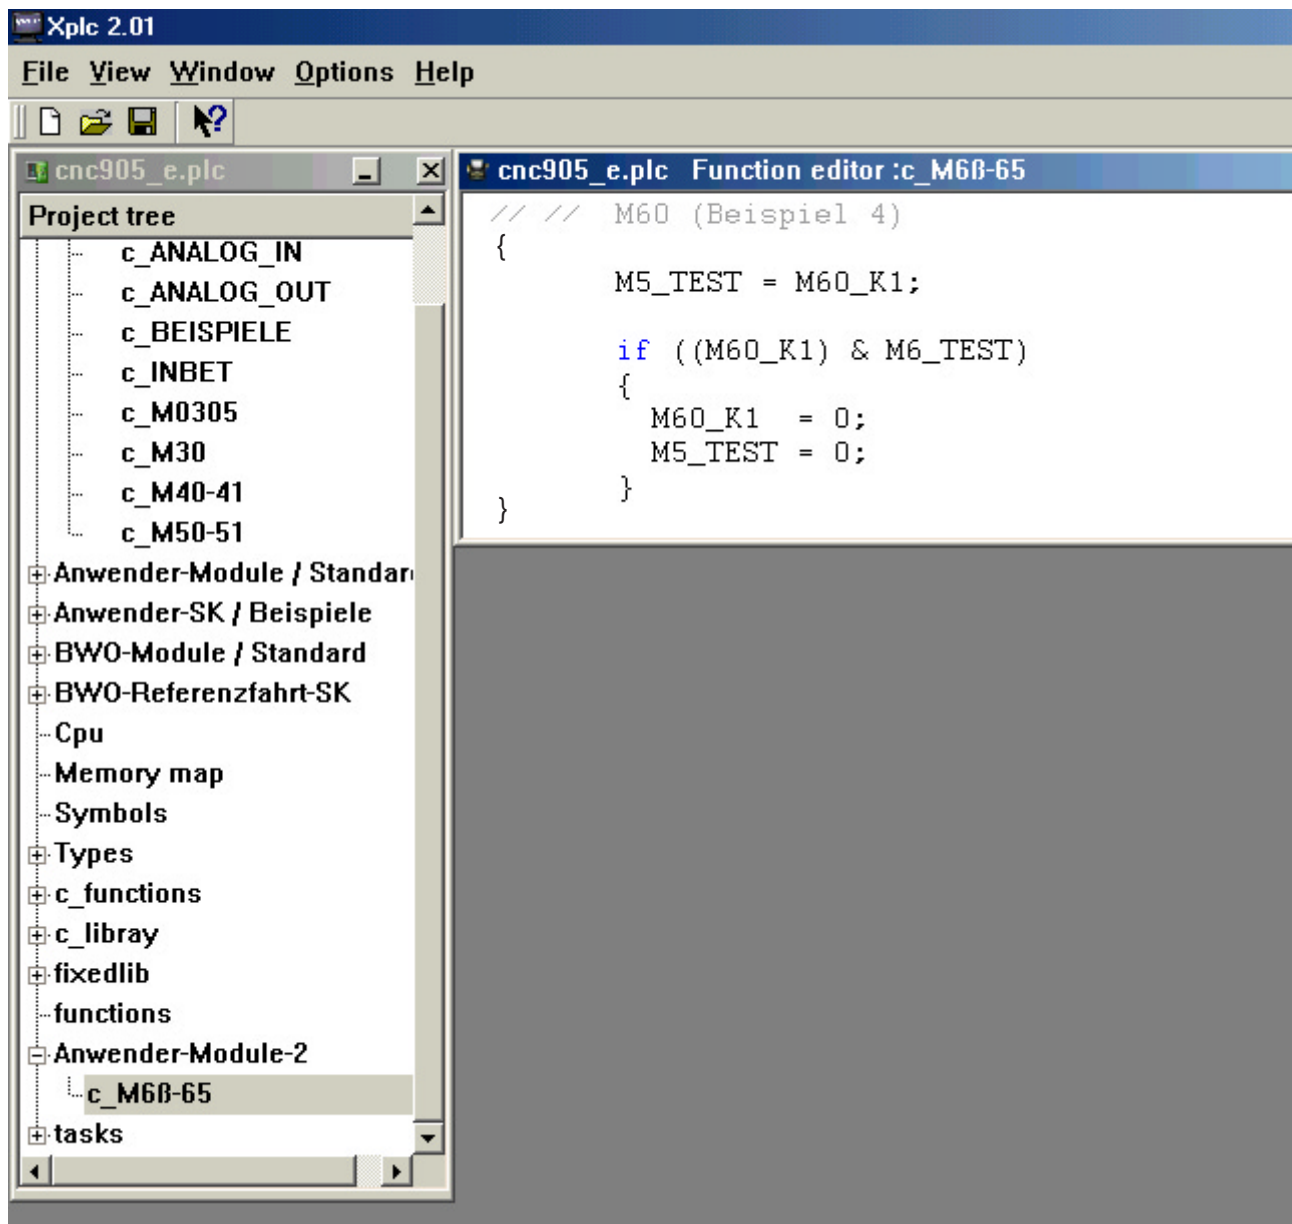 Xplc 2.01
File View Window Options Help
cnc905_e.plc
Project tree
c_ANALOG_IN
c_ANALOG_OUT
c_BEISPIELE
c_INBET
c_M0305
c_M30
c_M40-41
c_M50-51
Anwender-Module / Standar
Anwender-SK / Beispiele
BWO-Module / Standard
BWO-Referenzfahrt-SK
Cpu
Memory map
Symbols
Types
c_functions
c_libray
fixedlib
functions
Anwender-Module-2
c_M6ß-65
tasks
cnc905_e.plc Function editor :c_M6ß-65
// // M60 (Beispiel 4)
{
M5_TEST = M60_K1;
if ((M60_K1) & M6_TEST)
{
M60_K1 = 0;
M5_TEST = 0;
}
}